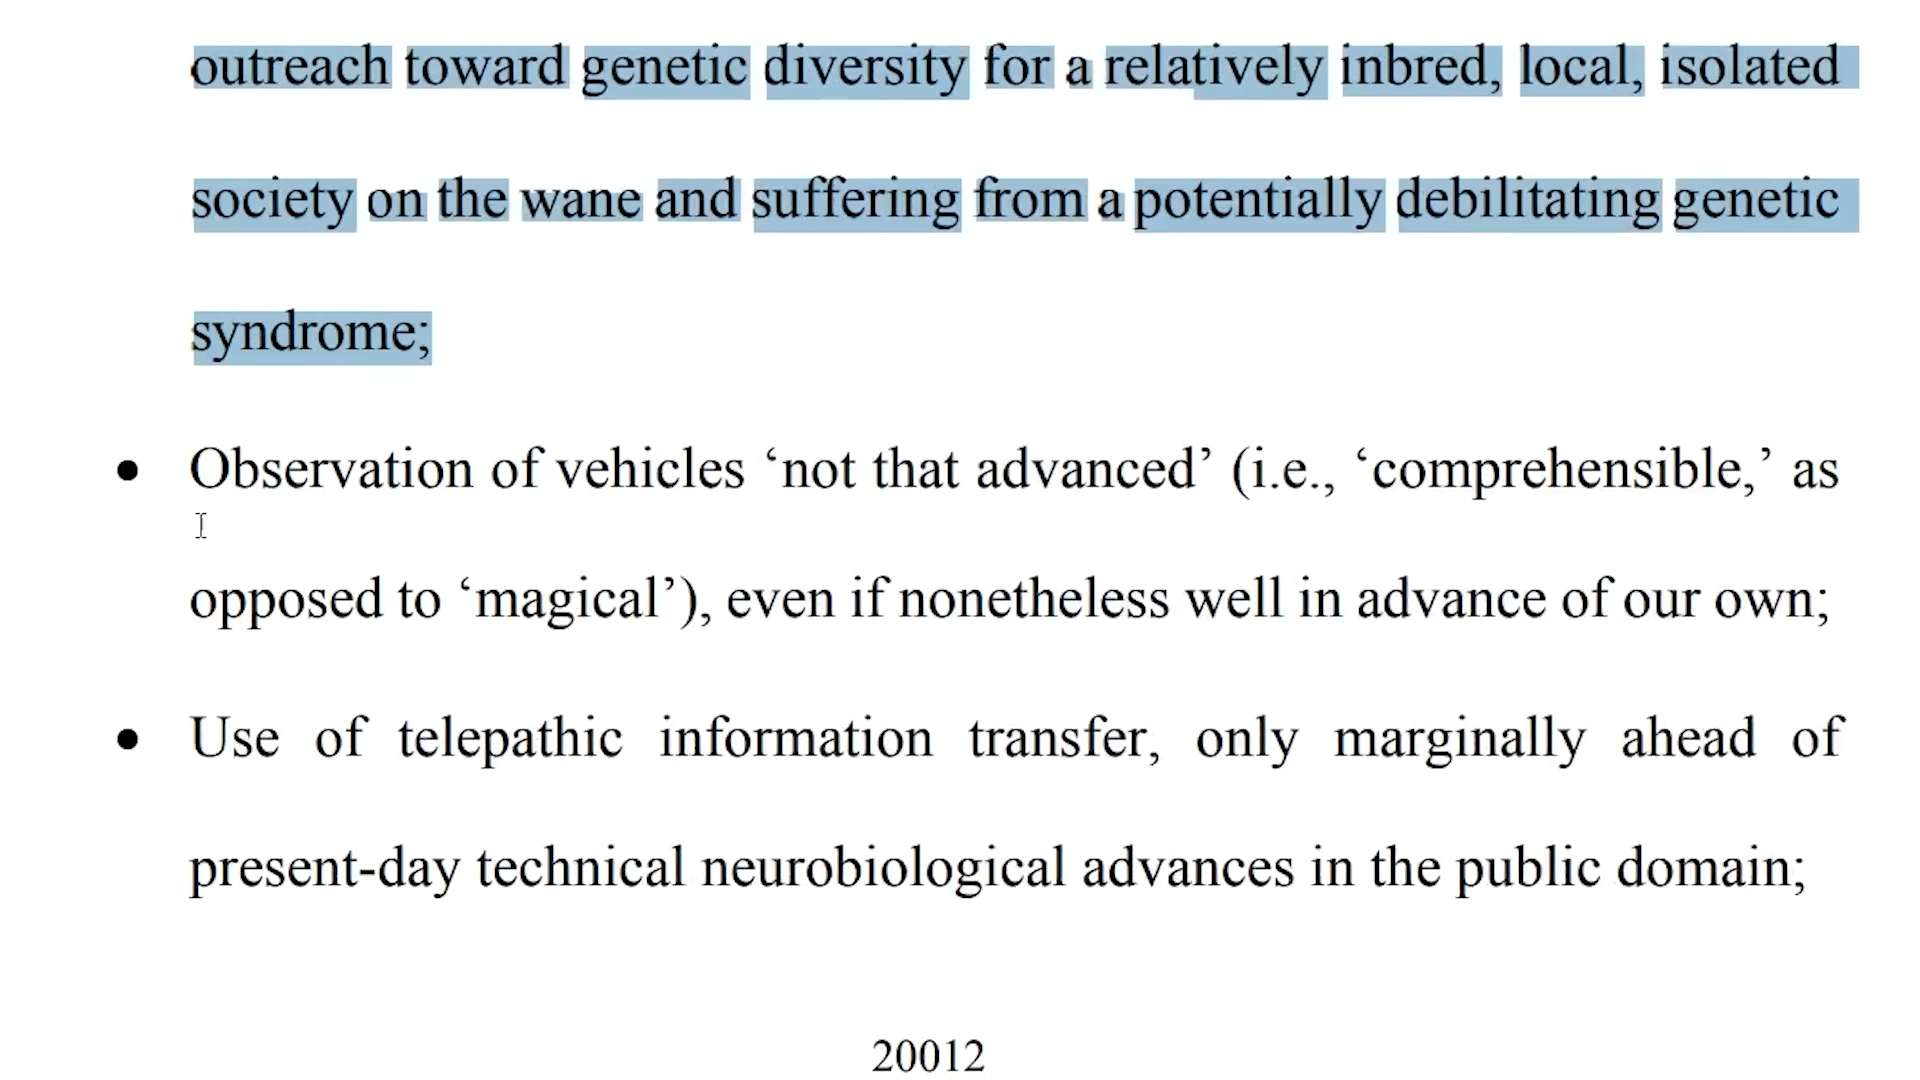 outreach toward genetic diversity for a relatively inbred, local, isolated
society on the wane and suffering from a potentially debilitating genetic
syndrome;
• Observation of vehicles ‘not that advanced’ (i.e., ‘comprehensible,’ as
opposed to ‘magical’), even if nonetheless well in advance of our own;
• Use of telepathic information transfer, only marginally ahead of
present-day technical neurobiological advances in the public domain;
20012